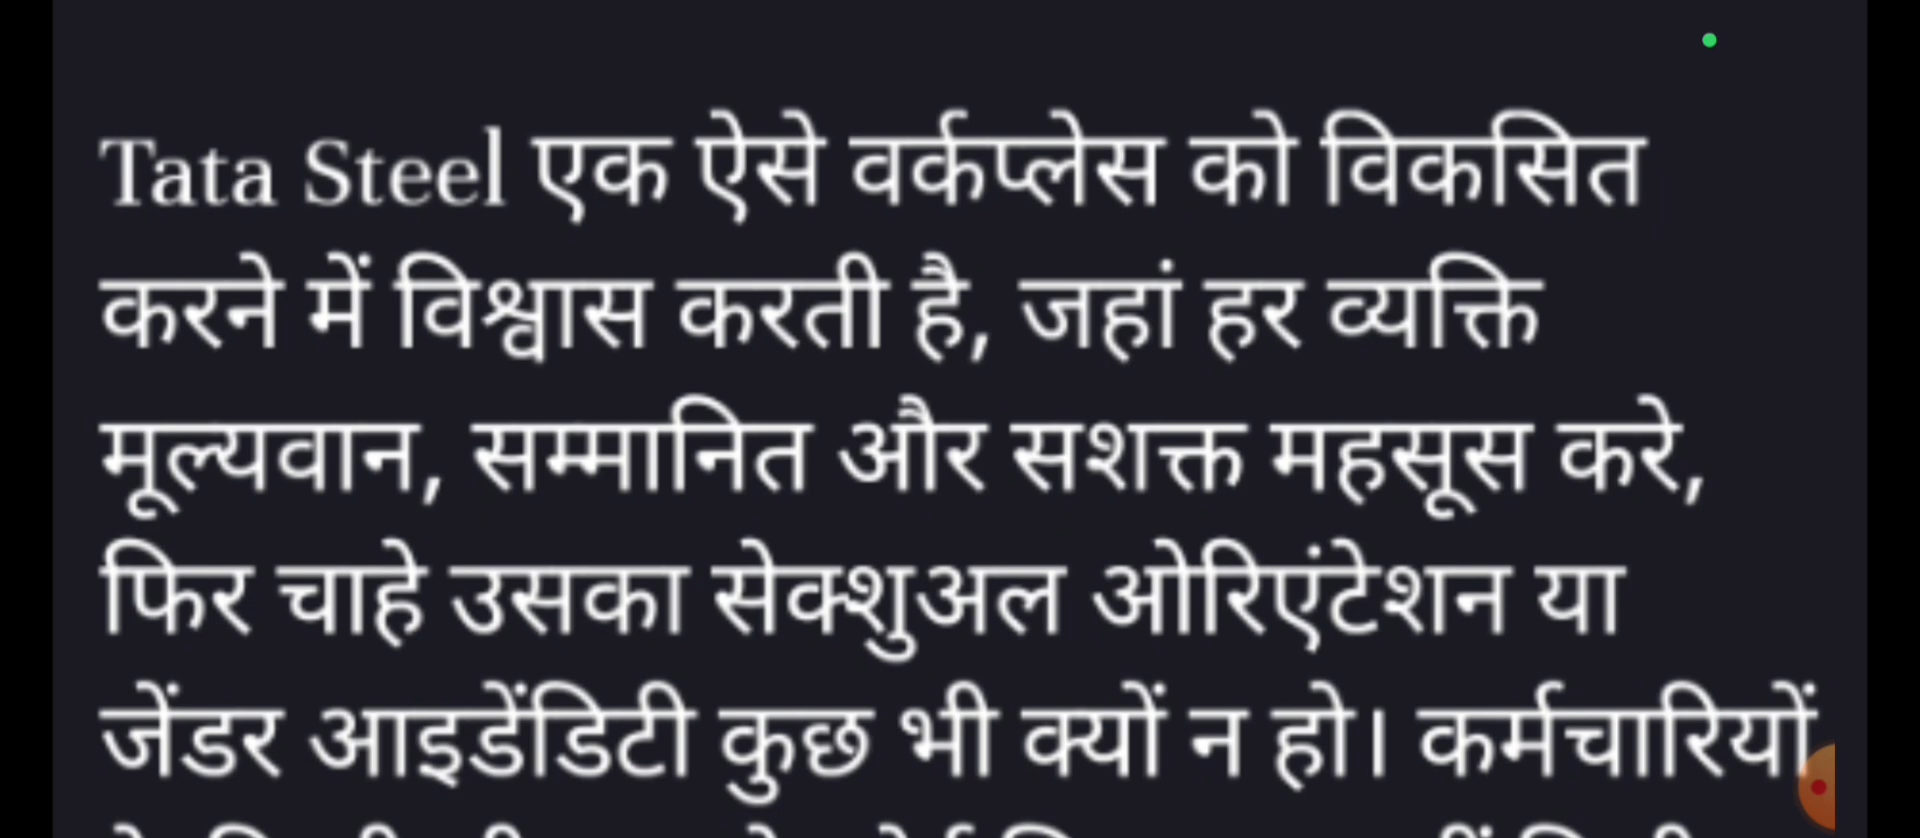 Tata Steel एक ऐसे वर्कप्लेस को विकसित
करने में विश्वास करती है, जहां हर व्यक्ति
मूल्यवान, सम्मानित और सशक्त महसूस करे,
फिर चाहे उसका सेक्शुअल ओरिएंटेशन या
जेंडर आइडेंडिटी कुछ भी क्यों न हो। कर्मचारियों